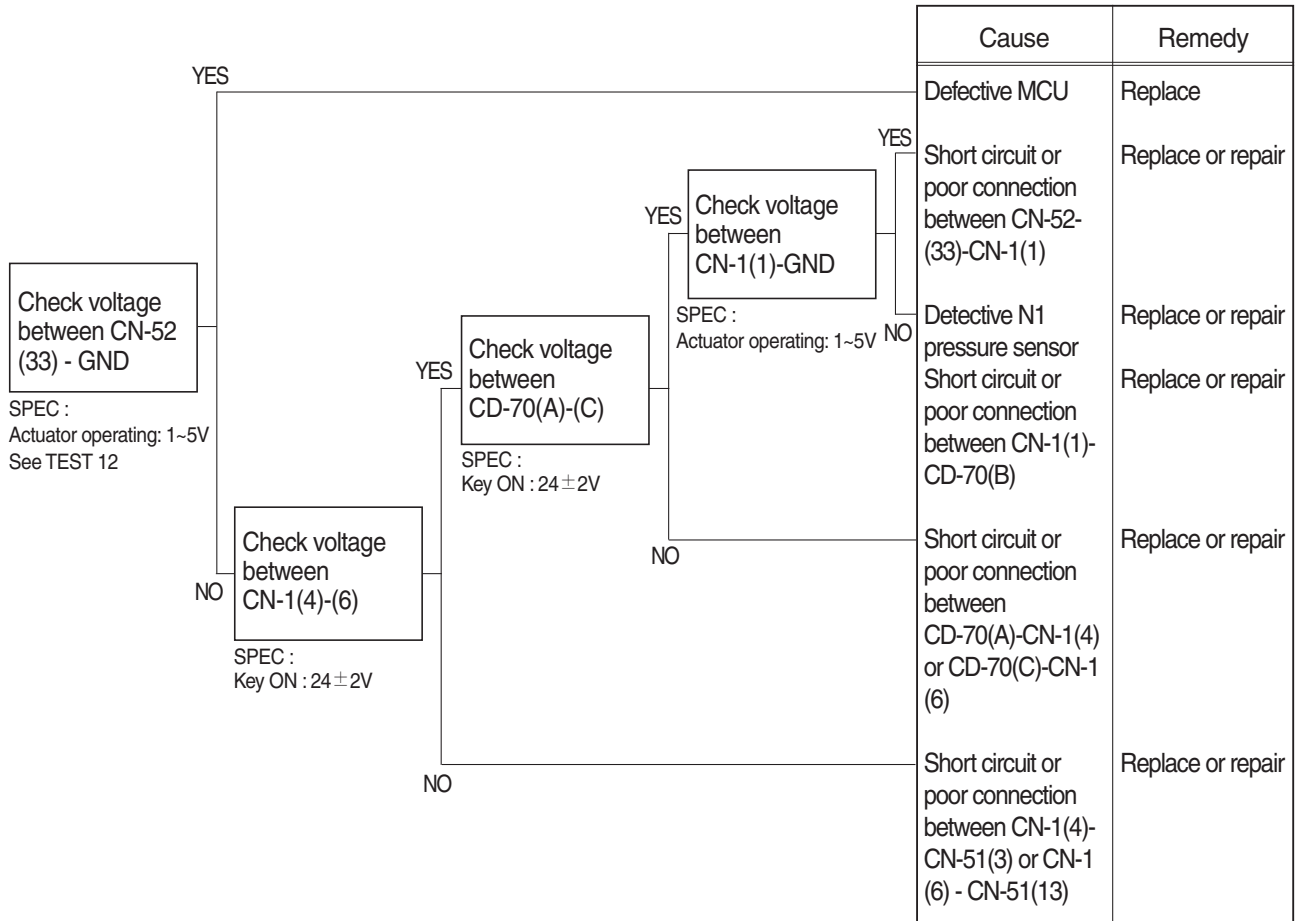 Cause
Remedy
YES
Defective MCU
Replace
YES
Short circuit or
poor connection
between CN-52-
(33)-CN-1(1)
Replace or repair
YES
Check voltage
between
CN-1(1)-GND
SPEC :
Actuator operating: 1~5V
NO
Detective N1
pressure sensor
Replace or repair
Short circuit or
poor connection
between CN-1(1)-
CD-70(B)
Replace or repair
Check voltage
between CN-52
(33) - GND
SPEC :
Actuator operating: 1~5V
See TEST 12
YES
Check voltage
between
CD-70(A)-(C)
SPEC :
Key ON : 24±2V
NO
Short circuit or
poor connection
between
CD-70(A)-CN-1(4)
or CD-70(C)-CN-1
(6)
Replace or repair
NO
Check voltage
between
CN-1(4)-(6)
SPEC :
Key ON : 24±2V
NO
Short circuit or
poor connection
between CN-1(4)-
CN-51(3) or CN-1
(6) - CN-51(13)
Replace or repair